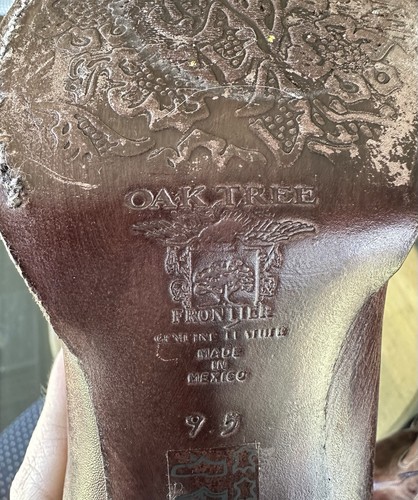 OAK TREE
FRONTIER
GENUINE LEATHER
MADE
IN
MEXICO
9.5